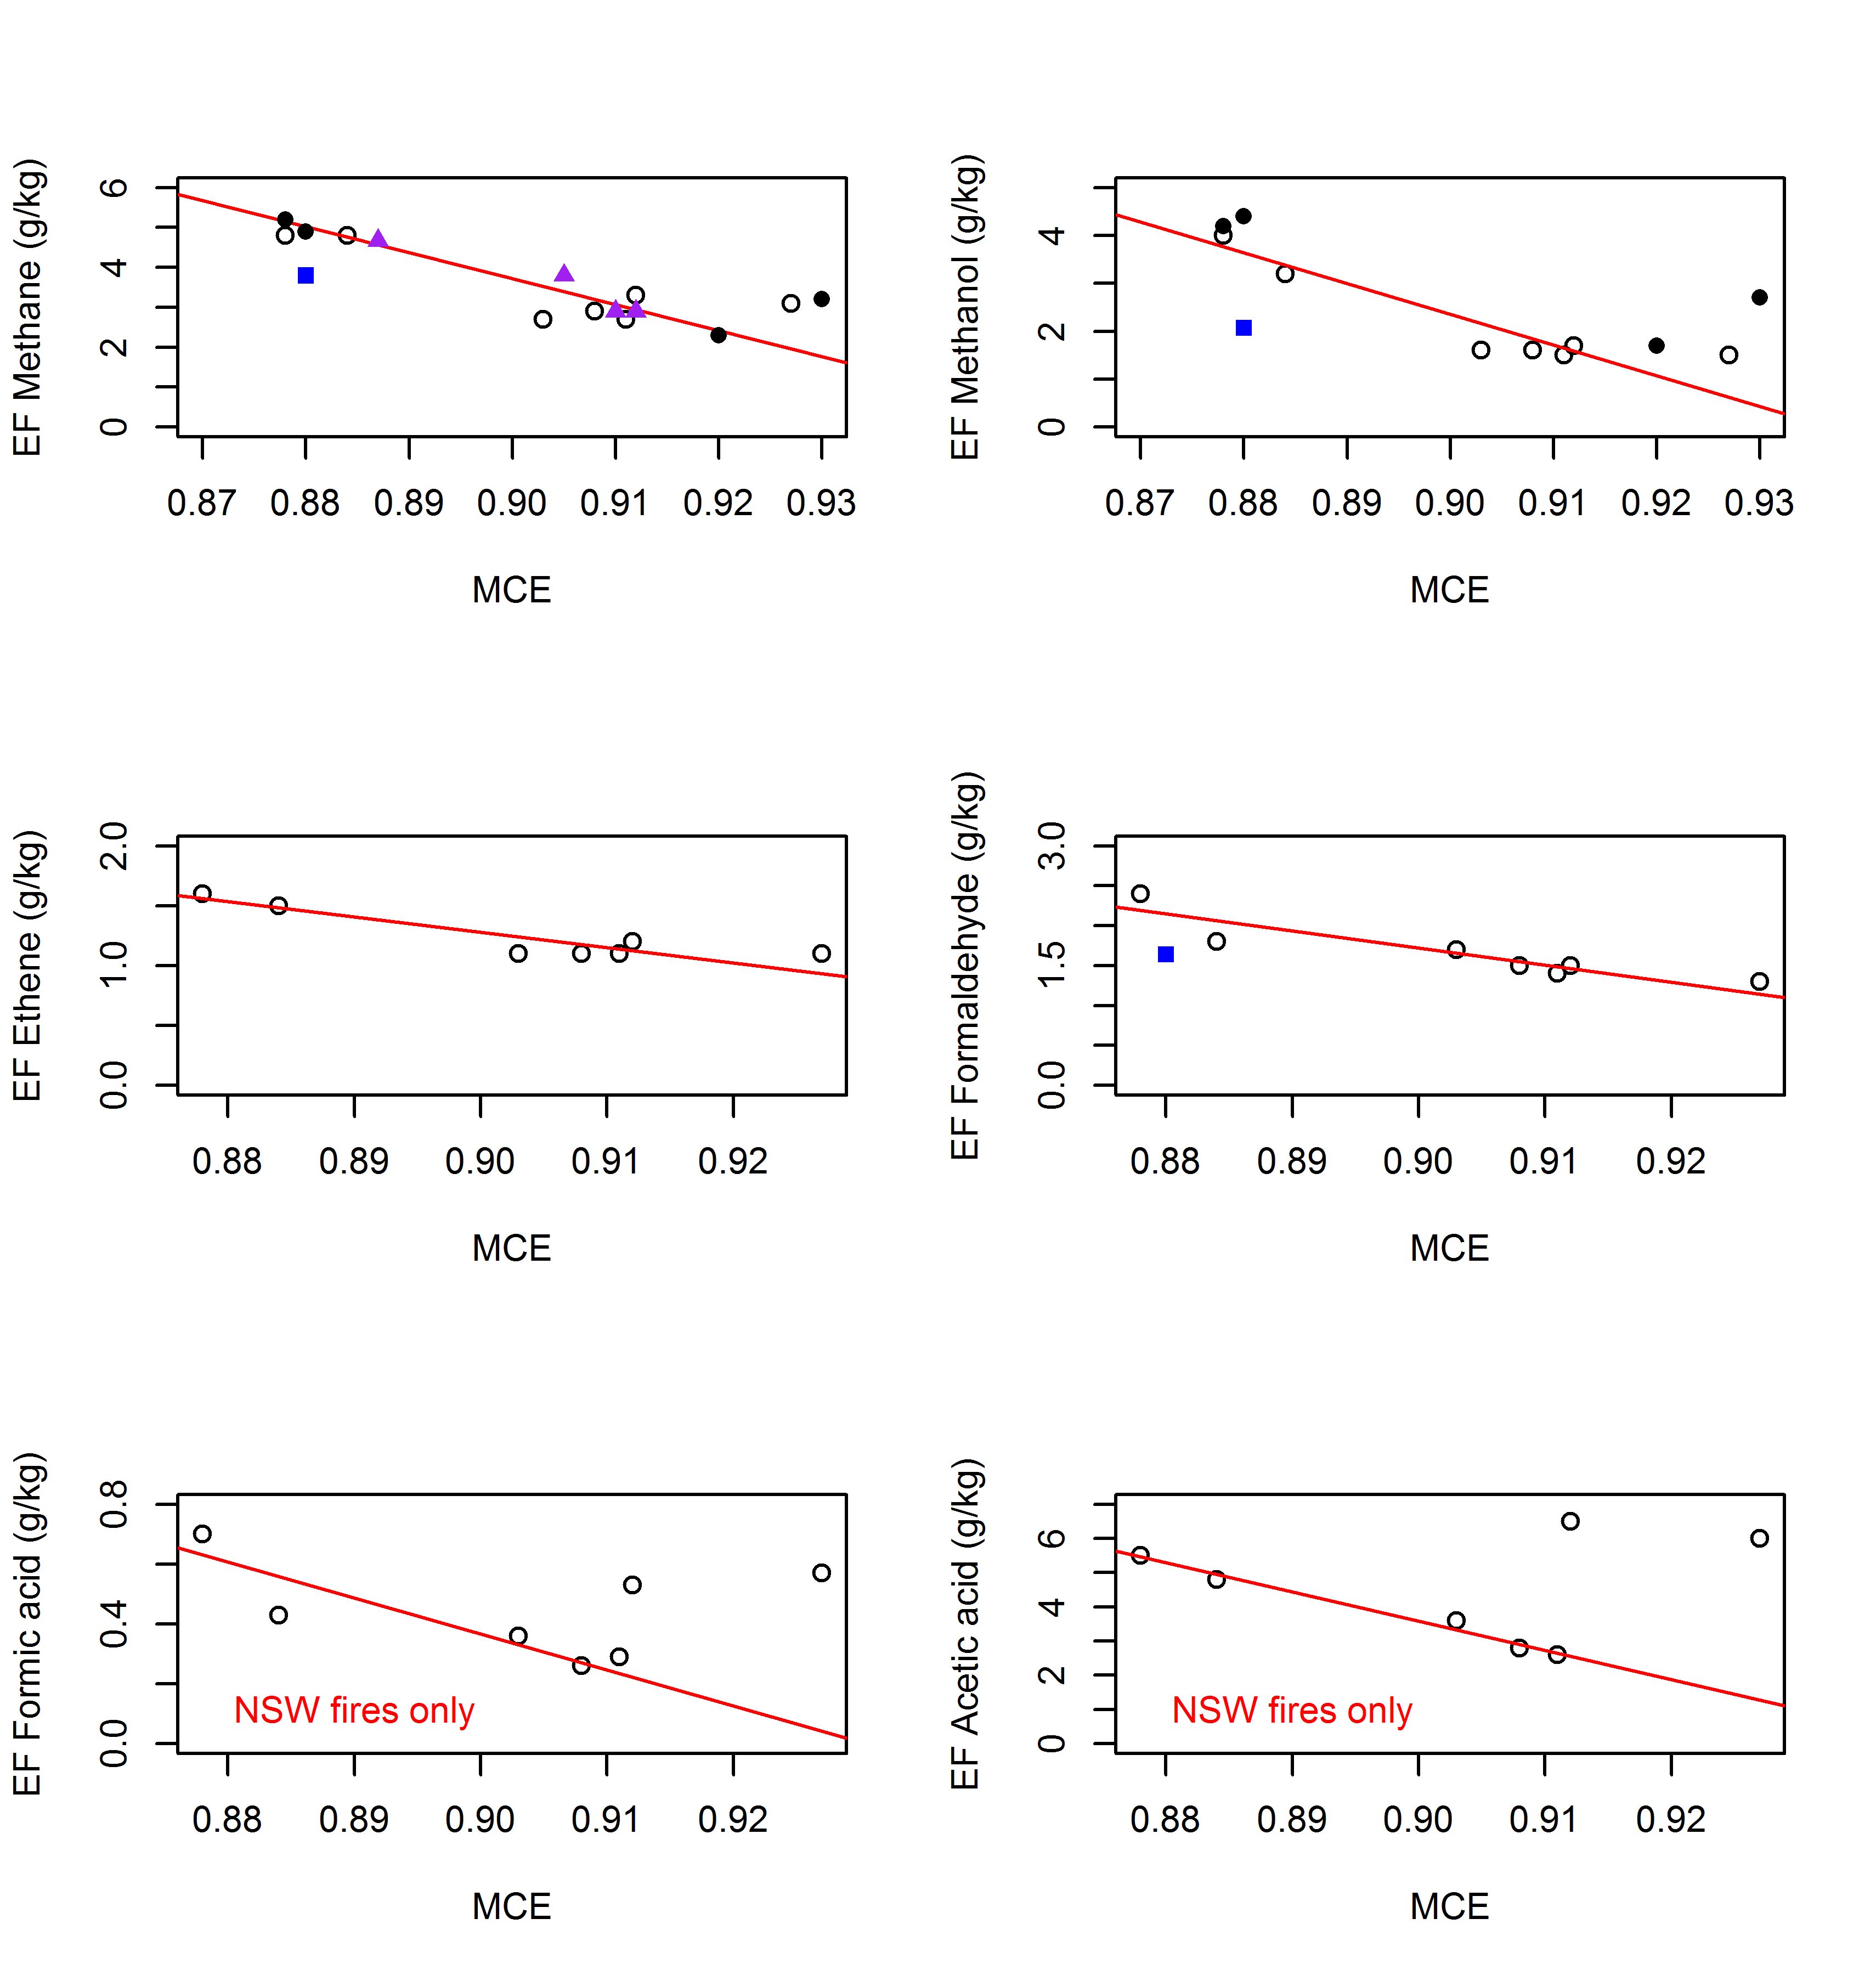 EF Methane (g/kg)
0 2 4 6
0.87 0.88 0.89 0.90 0.91 0.92 0.93
MCE
EF Methanol (g/kg)
0 2 4
0.87 0.88 0.89 0.90 0.91 0.92 0.93
MCE
EF Ethene (g/kg)
0.0 1.0 2.0
0.88 0.89 0.90 0.91 0.92
MCE
EF Formaldehyde (g/kg)
0.0 1.5 3.0
0.88 0.89 0.90 0.91 0.92
MCE
EF Formic acid (g/kg)
0.0 0.4 0.8
NSW fires only
0.88 0.89 0.90 0.91 0.92
MCE
EF Acetic acid (g/kg)
0 2 4 6
NSW fires only
0.88 0.89 0.90 0.91 0.92
MCE